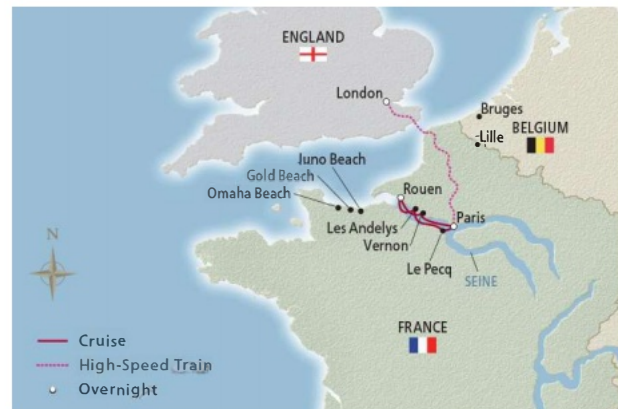 ENGLAND
London
Bruges
BELGIUM
Lille
Juno Beach
Gold Beach
Omaha Beach
Rouen
Les Andelys
Paris
Vernon
Le Pecq
SEINE
N
FRANCE
Cruise
High-Speed Train
Overnight